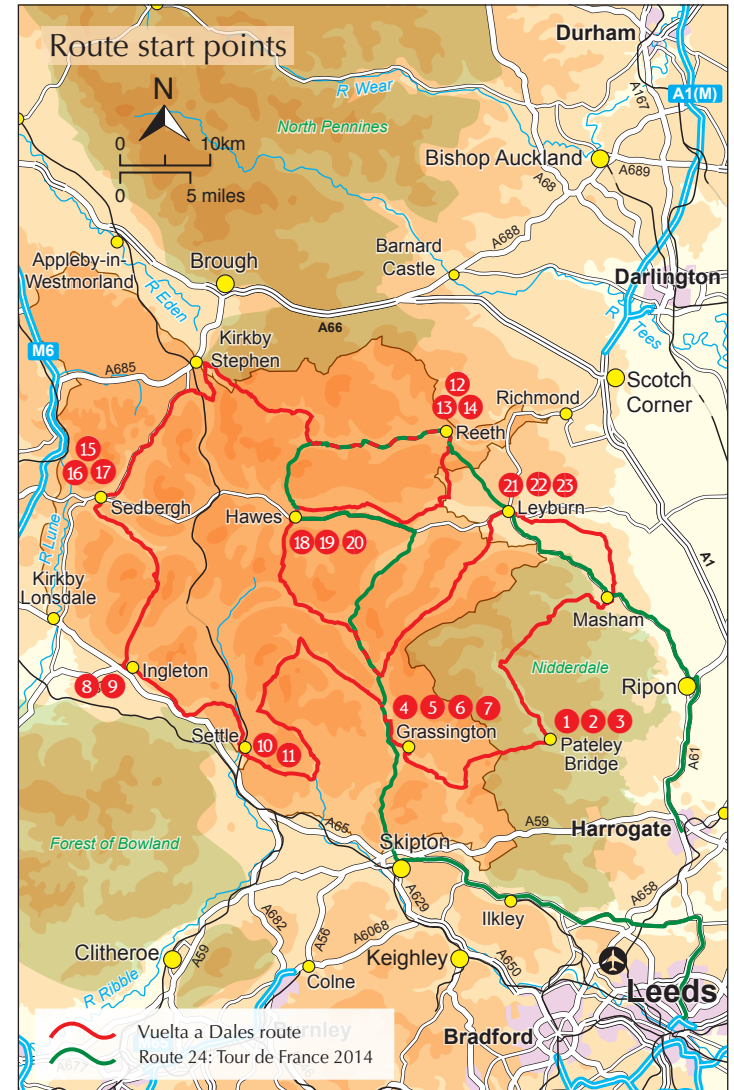 Route start points
N
0 10km
0 5 miles
Durham
A1(M)
A167
R Wear
North Pennines
Bishop Auckland
A689
A68
A688
Barnard
Castle
Appleby-in-
Westmorland
Brough
R Eden
Darlington
R Tees
A66
M6
A685
Kirkby
Stephen
Scotch
Corner
Richmond
12
13 14
Reeth
15
16 17
Sedbergh
21 22 23
Leyburn
Hawes
18 19 20
A1
R Lune
Kirkby
Lonsdale
Masham
Ingleton
8 9
Nidderdale
Ripon
4 5 6 7
Grassington
1 2 3
Pateley
Bridge
Settle
10
11
A61
A65
A59
Harrogate
Forest of Bowland
Skipton
A629
A658
Ilkley
A682
A56
A6068
A650
Clitheroe
A59
Keighley
Colne
R Ribble
Leeds
Bradford
Vuelta a Dales route
Route 24: Tour de France 2014